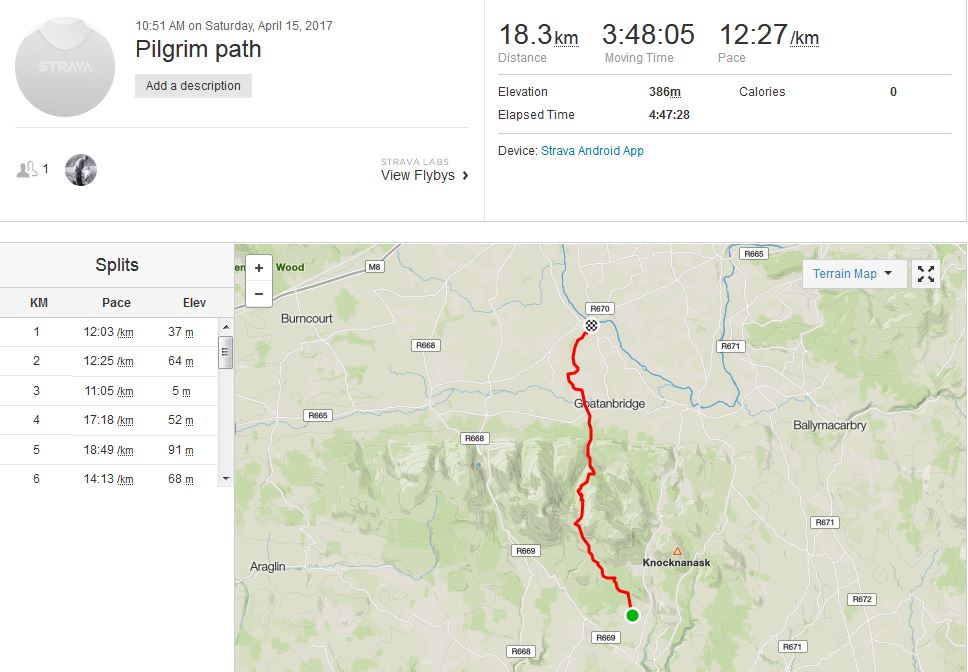 10:51 AM on Saturday, April 15, 2017
Pilgrim path
STRAVA
Add a description
1
STRAVA LABS
View Flybys
18.3km 3:48:05 12:27/km
Distance Moving Time Pace
Elevation 386m Calories 0
Elapsed Time 4:47:28
Device: Strava Android App
Splits
KM Pace Elev
1 12:03 /km 37 m
2 12:25 /km 64 m
3 11:05 /km 5 m
4 17:18 /km 52 m
5 18:49 /km 91 m
6 14:13 /km 68 m
+
−
en Wood
M8
R665
Terrain Map
Burncourt
R670
R668
R671
Goatanbridge
R665
Ballymacarbry
R668
R671
R669
Knocknanask
Araglin
R672
R669
R668
R671